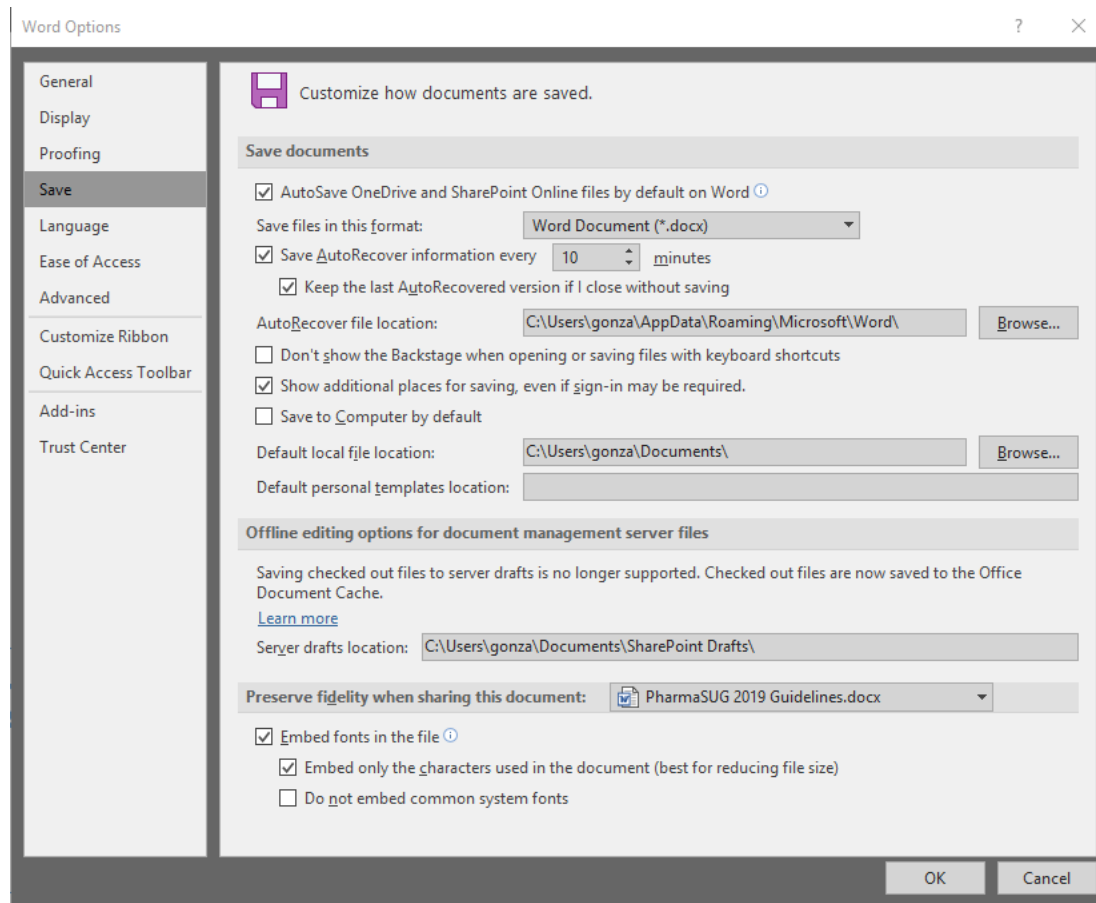 Word Options
?
General
Display
Proofing
Save
Language
Ease of Access
Advanced
Customize Ribbon
Quick Access Toolbar
Add-ins
Trust Center
Customize how documents are saved.
Save documents
AutoSave OneDrive and SharePoint Online files by default on Word
Save files in this format: Word Document (*.docx)
Save AutoRecover information every 10 minutes
Keep the last AutoRecovered version if I close without saving
AutoRecover file location: C:\Users\gonza\AppData\Roaming\Microsoft\Word\ Browse...
Don't show the Backstage when opening or saving files with keyboard shortcuts
Show additional places for saving, even if sign-in may be required.
Save to Computer by default
Default local file location: C:\Users\gonza\Documents\ Browse...
Default personal templates location:
Offline editing options for document management server files
Saving checked out files to server drafts is no longer supported. Checked out files are now saved to the Office
Document Cache.
Learn more
Server drafts location: C:\Users\gonza\Documents\SharePoint Drafts\
Preserve fidelity when sharing this document: PharmaSUG 2019 Guidelines.docx
Embed fonts in the file
Embed only the characters used in the document (best for reducing file size)
Do not embed common system fonts
OK Cancel